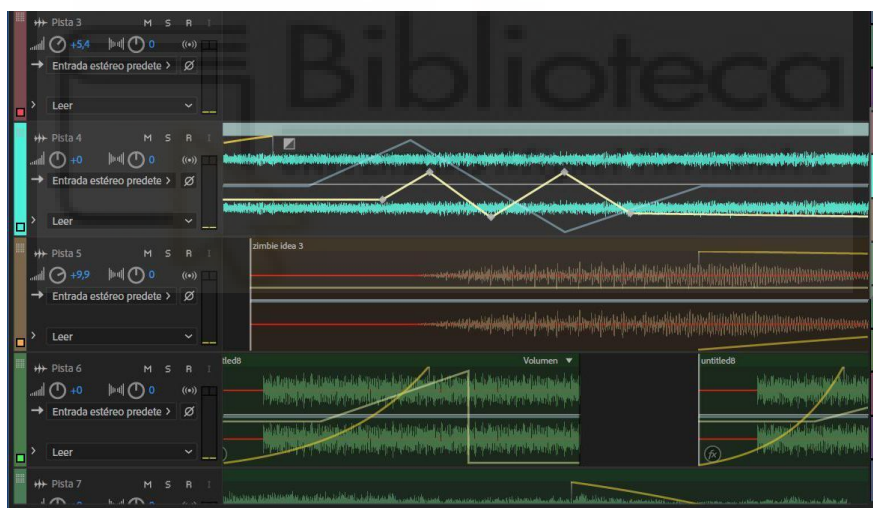 Biblioteca
Pista 3 M S R I
+5,4 0
Entrada estéreo predete >
Leer
Pista 4 M S R I
+0 0
Entrada estéreo predete >
Leer
Pista 5 M S R I
zimbie idea 3
+9,9 0
Entrada estéreo predete >
Leer
Pista 6 M S R I
tled8 Volumen untitled8
+0 0
Entrada estéreo predete >
fx
Leer
Pista 7 M S R I